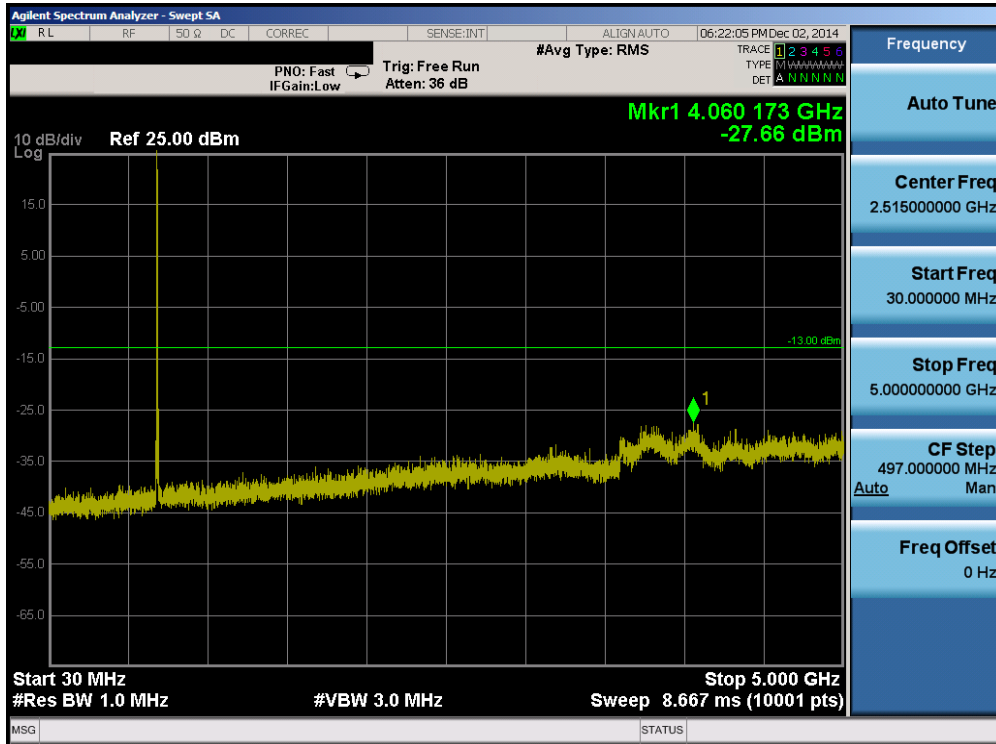 Agilent Spectrum Analyzer - Swept SA
LXI RL RF 50 Ω DC CORREC SENSE:INT ALIGN AUTO 06:22:05 PM Dec 02, 2014
#Avg Type: RMS TRACE 1 2 3 4 5 6
PNO: Fast Trig: Free Run TYPE M WWWWW
IFGain:Low Atten: 36 dB DET A N N N N N
Frequency
Auto Tune
Mkr1 4.060 173 GHz
-27.66 dBm
10 dB/div Ref 25.00 dBm
Log
15.0
5.00
-5.00
-13.00 dBm
-15.0
-25.0
1
-35.0
-45.0
-55.0
-65.0
Start 30 MHz Stop 5.000 GHz
#Res BW 1.0 MHz #VBW 3.0 MHz Sweep 8.667 ms (10001 pts)
Center Freq
2.515000000 GHz
Start Freq
30.000000 MHz
Stop Freq
5.000000000 GHz
CF Step
497.000000 MHz
Auto Man
Freq Offset
0 Hz
MSG STATUS